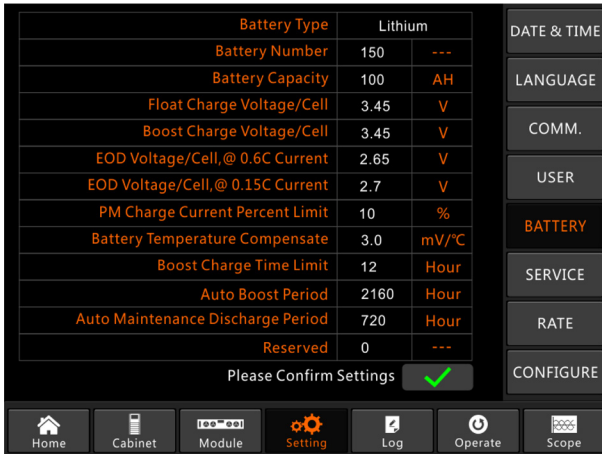 Battery Type Lithium
Battery Number 150 ---
Battery Capacity 100 AH
Float Charge Voltage/Cell 3.45 V
Boost Charge Voltage/Cell 3.45 V
EOD Voltage/Cell,@ 0.6C Current 2.65 V
EOD Voltage/Cell,@ 0.15C Current 2.7 V
PM Charge Current Percent Limit 10 %
Battery Temperature Compensate 3.0 mV/℃
Boost Charge Time Limit 12 Hour
Auto Boost Period 2160 Hour
Auto Maintenance Discharge Period 720 Hour
Reserved 0 ---
Please Confirm Settings
DATE & TIME
LANGUAGE
COMM.
USER
BATTERY
SERVICE
RATE
CONFIGURE
Home Cabinet Module Setting Log Operate Scope